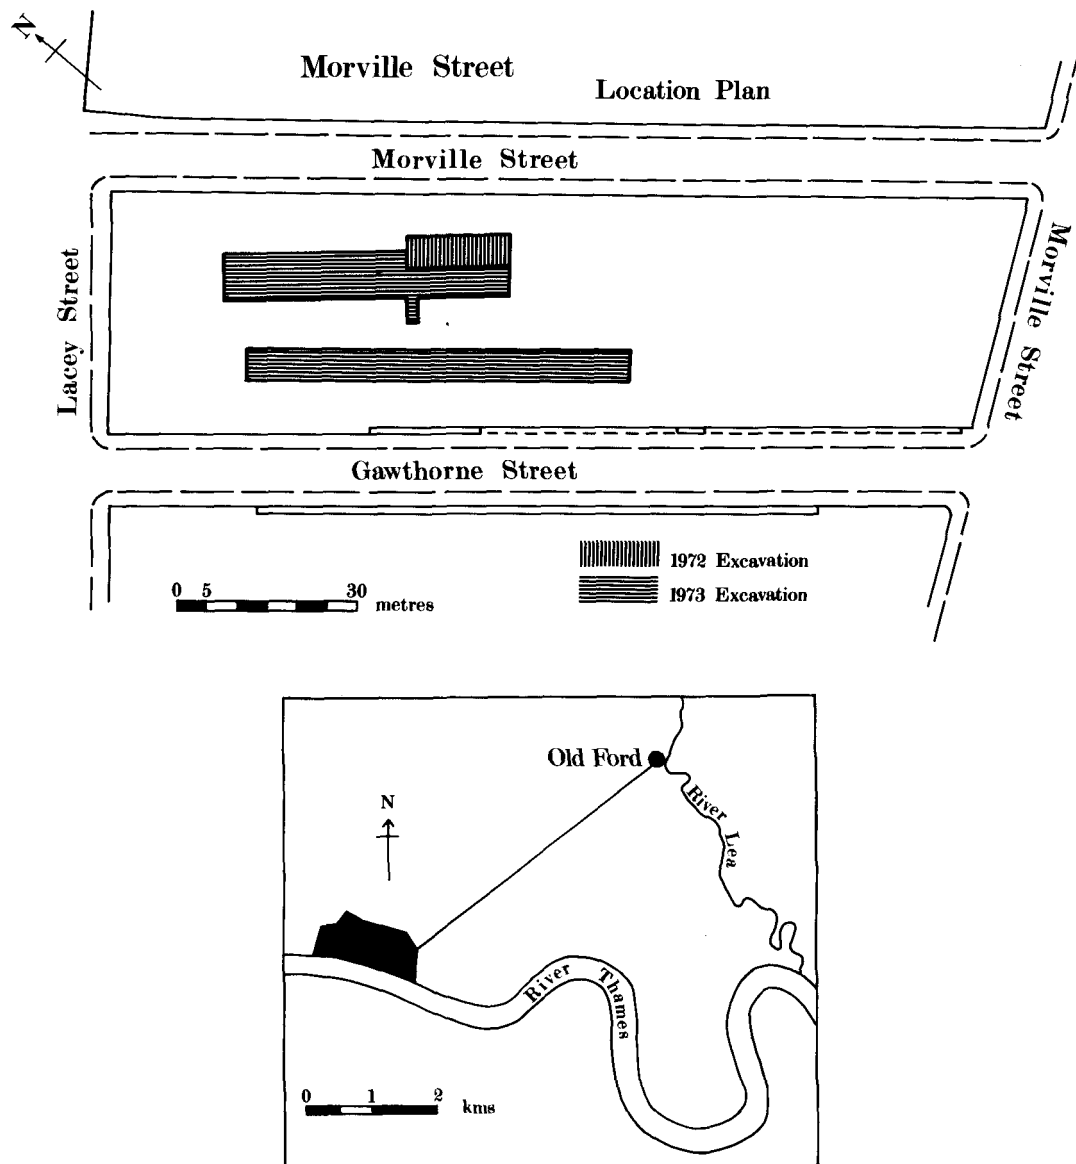 N
Morville Street
Location Plan
Morville Street
Lacey Street
Morville Street
Gawthorne Street
1972 Excavation
1973 Excavation
0 5 30 metres
Old Ford
River Lea
N
River Thames
0 1 2 kms